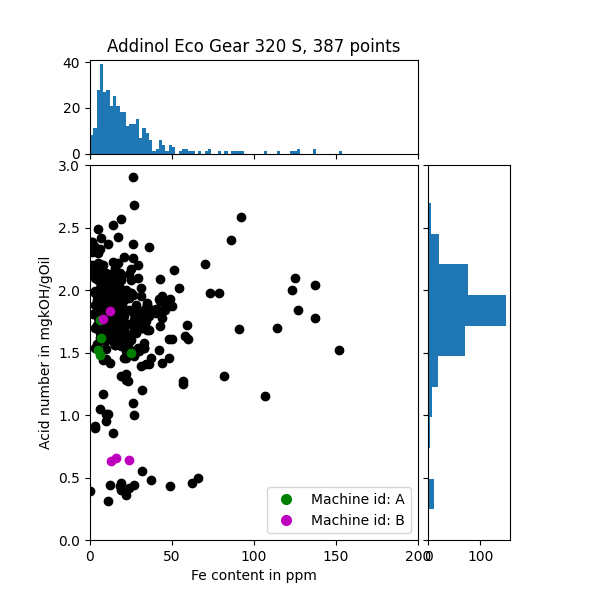 Addinol Eco Gear 320 S, 387 points
40
20
0
3.0
2.5
2.0
1.5
1.0
0.5
0.0
Acid number in mgkOH/gOil
Machine id: A
Machine id: B
0 50 100 150 200
0 100
Fe content in ppm